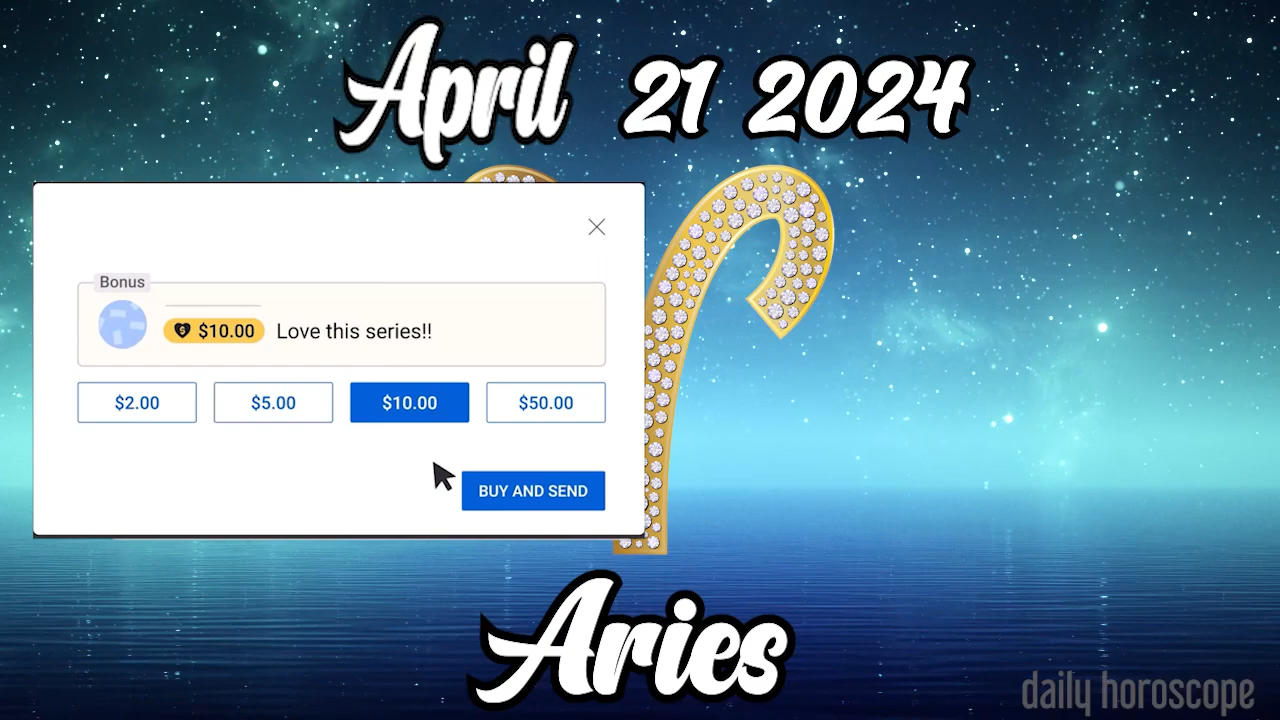 April 21 2024
Bonus
$10.00 Love this series!!
$2.00 $5.00 $10.00 $50.00
BUY AND SEND
Aries
daily horoscope